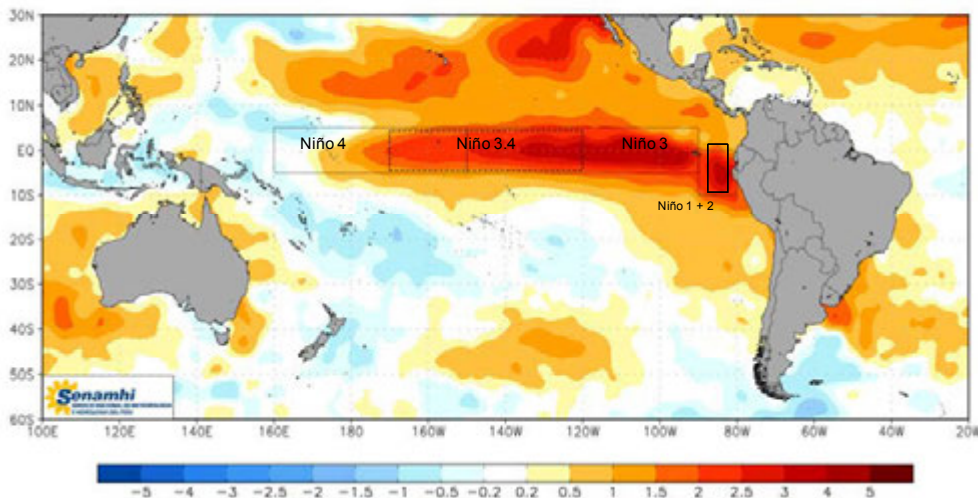 30N
20N
10N
EQ
10S
20S
30S
40S
50S
60S
Niño 4
Niño 3.4
Niño 3
Niño 1 + 2
Senamhi
100E
120E
140E
160E
180
160W
140W
120W
100W
80W
60W
40W
20W
-5
-4
-3
-2.5
-2
-1.5
-1
-0.5
-0.2
0.2
0.5
1
1.5
2
2.5
3
4
5